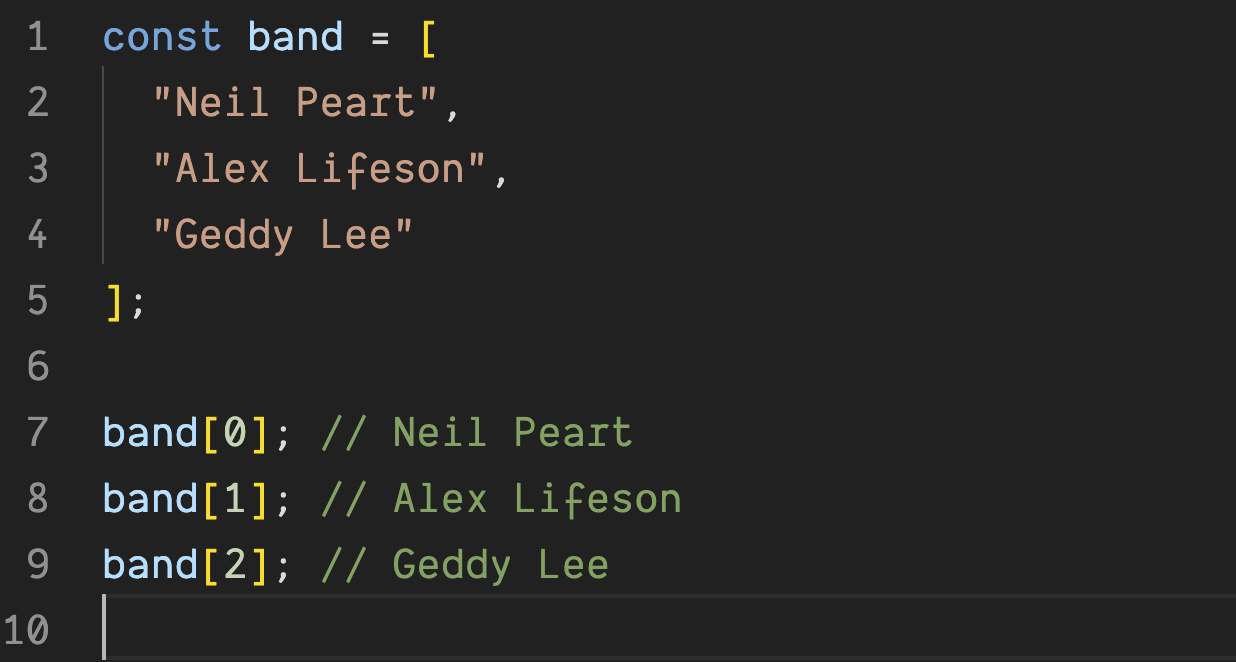 1 const band = [
2   "Neil Peart",
3   "Alex Lifeson",
4   "Geddy Lee"
5 ];
6
7 band[0]; // Neil Peart
8 band[1]; // Alex Lifeson
9 band[2]; // Geddy Lee
10